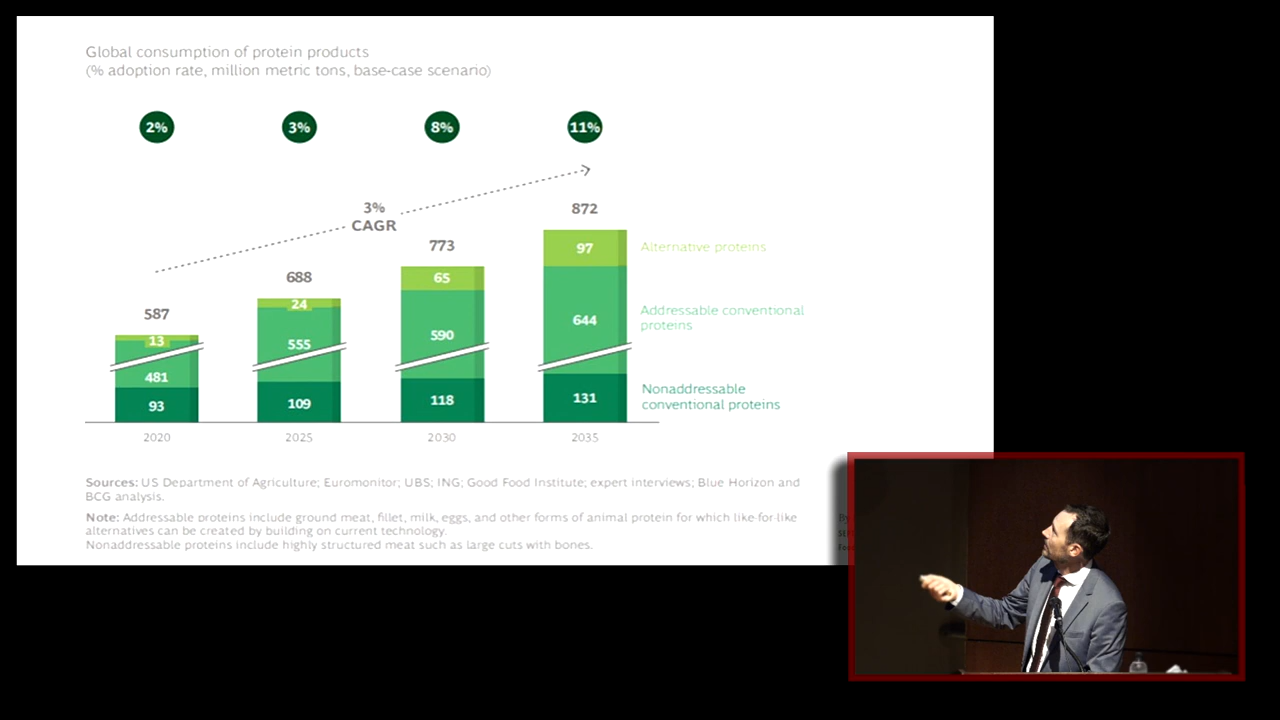 Global consumption of protein products
(% adoption rate, million metric tons, base-case scenario)
2%
3%
8%
11%
3%
CAGR
872
773
688
587
97
Alternative proteins
65
24
13
Addressable conventional
proteins
644
590
555
481
Nonaddressable
conventional proteins
131
118
109
93
2020
2025
2030
2035
Sources: US Department of Agriculture; Euromonitor; UBS; ING; Good Food Institute; expert interviews; Blue Horizon and
BCG analysis.
Note: Addressable proteins include ground meat, fillet, milk, eggs, and other forms of animal protein for which like-for-like
alternatives can be created by building on current technology.
Nonaddressable proteins include highly structured meat such as large cuts with bones.